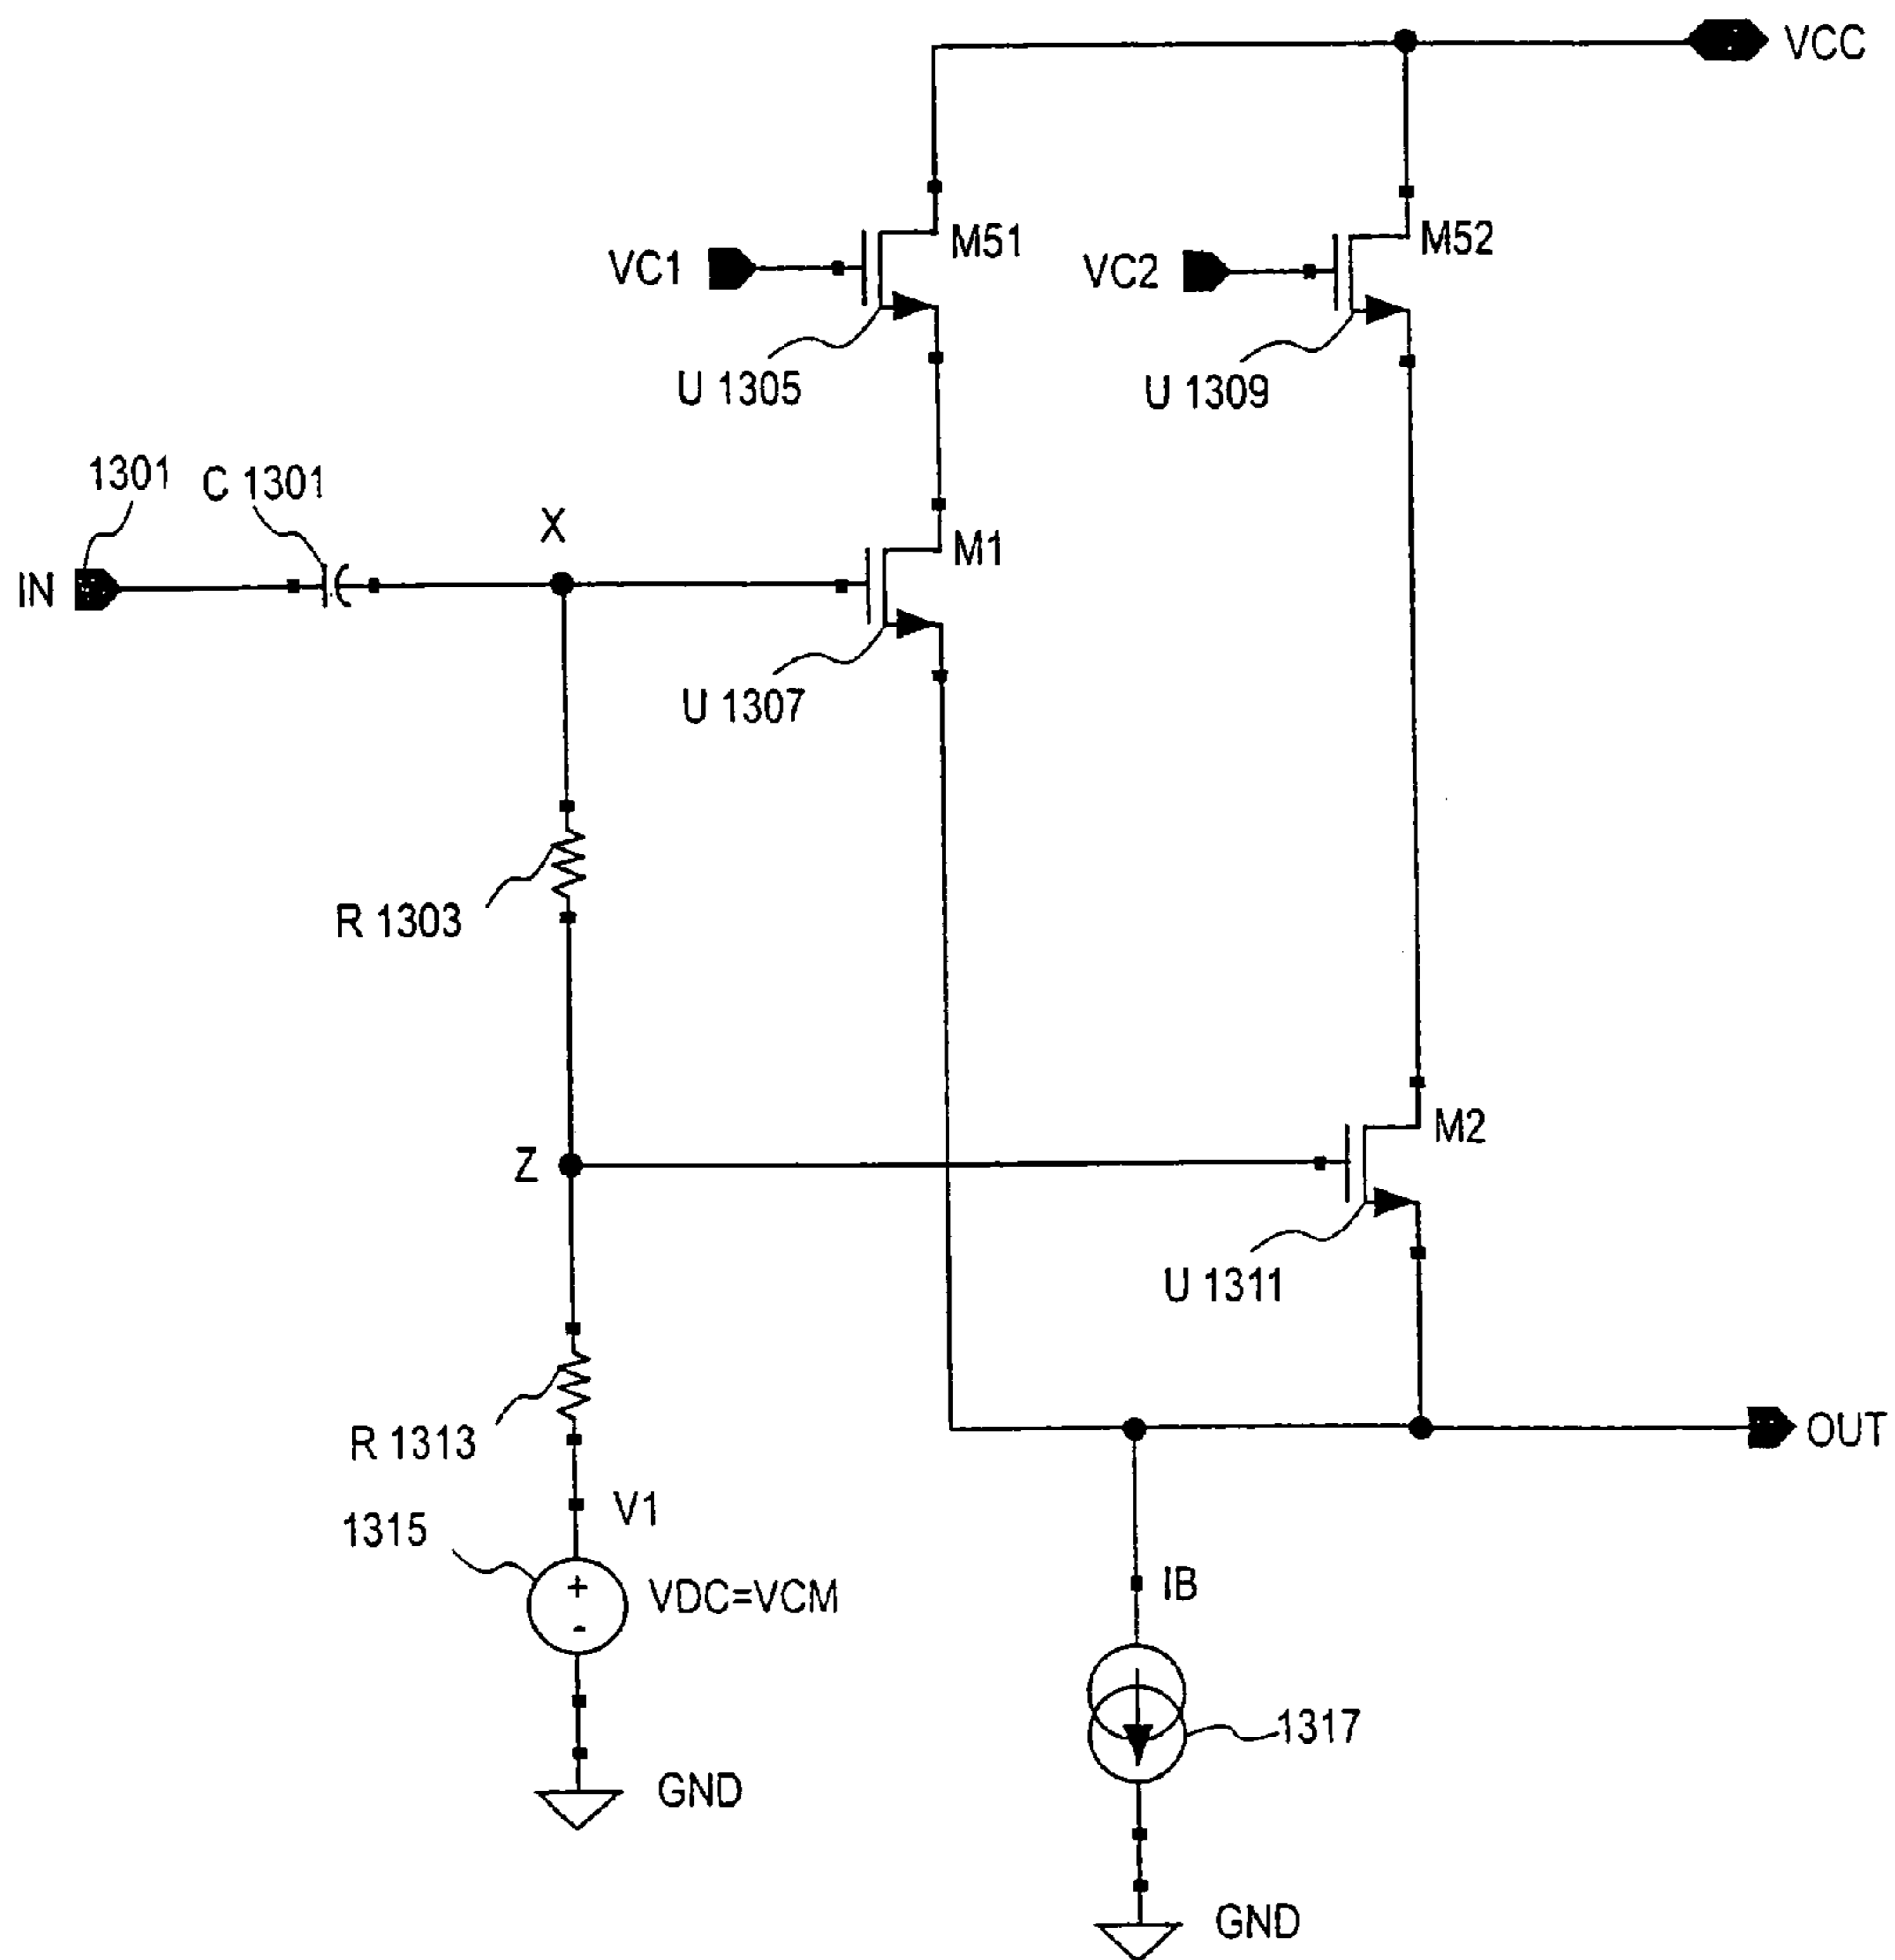 VCC
M51
M52
VC1
VC2
U 1305
U 1309
1301
C 1301
X
M1
IN
U 1307
R 1303
M2
Z
U 1311
OUT
R 1313
V1
1315
IB
+
VDC=VCM
-
1317
GND
GND